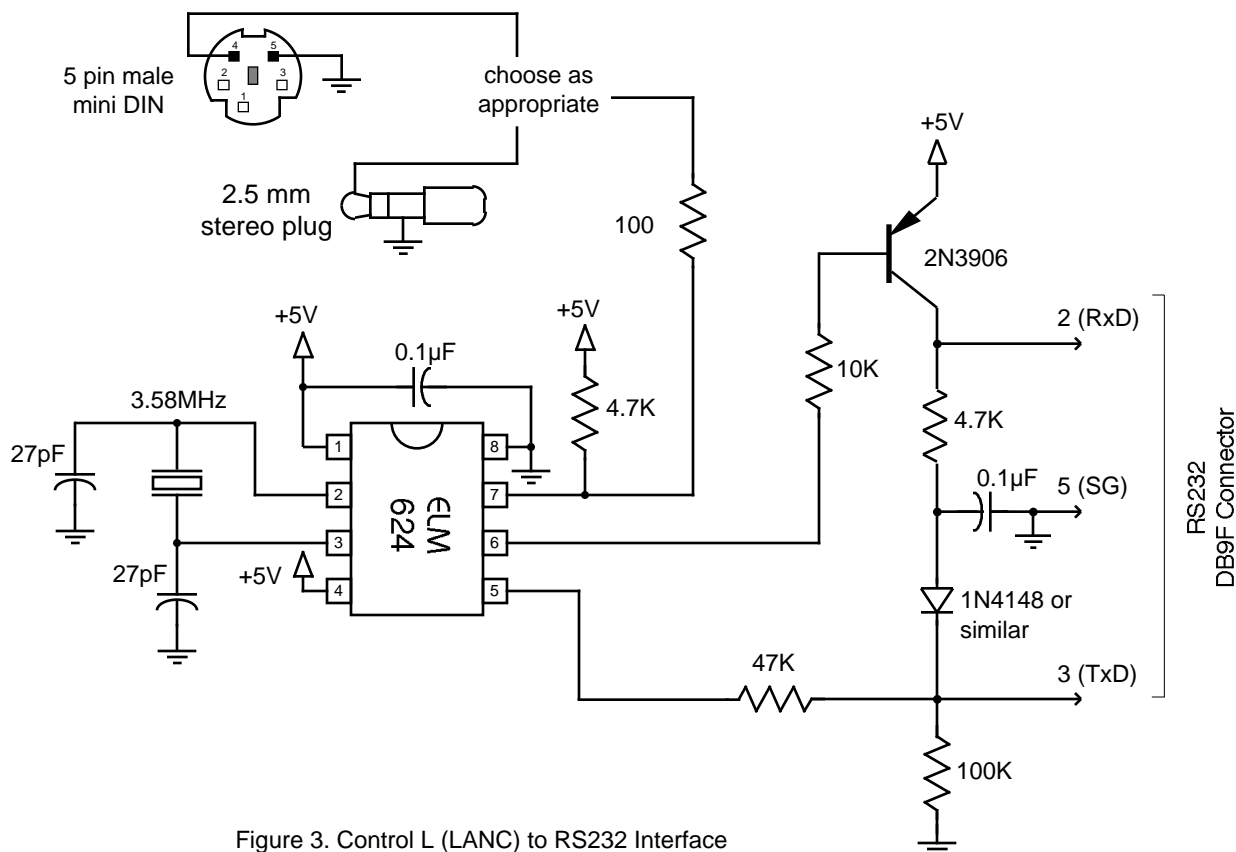 4
5
2
3
1
5 pin male
mini DIN
choose as
appropriate
+5V
2.5 mm
stereo plug
100
2N3906
+5V
+5V
2 (RxD)
0.1µF
10K
3.58MHz
4.7K
4.7K
27pF
1
8
0.1µF
5 (SG)
2
7
ELM
624
3
6
RS232
DB9F Connector
27pF
+5V
4
5
1N4148 or
similar
47K
3 (TxD)
100K
Figure 3. Control L (LANC) to RS232 Interface